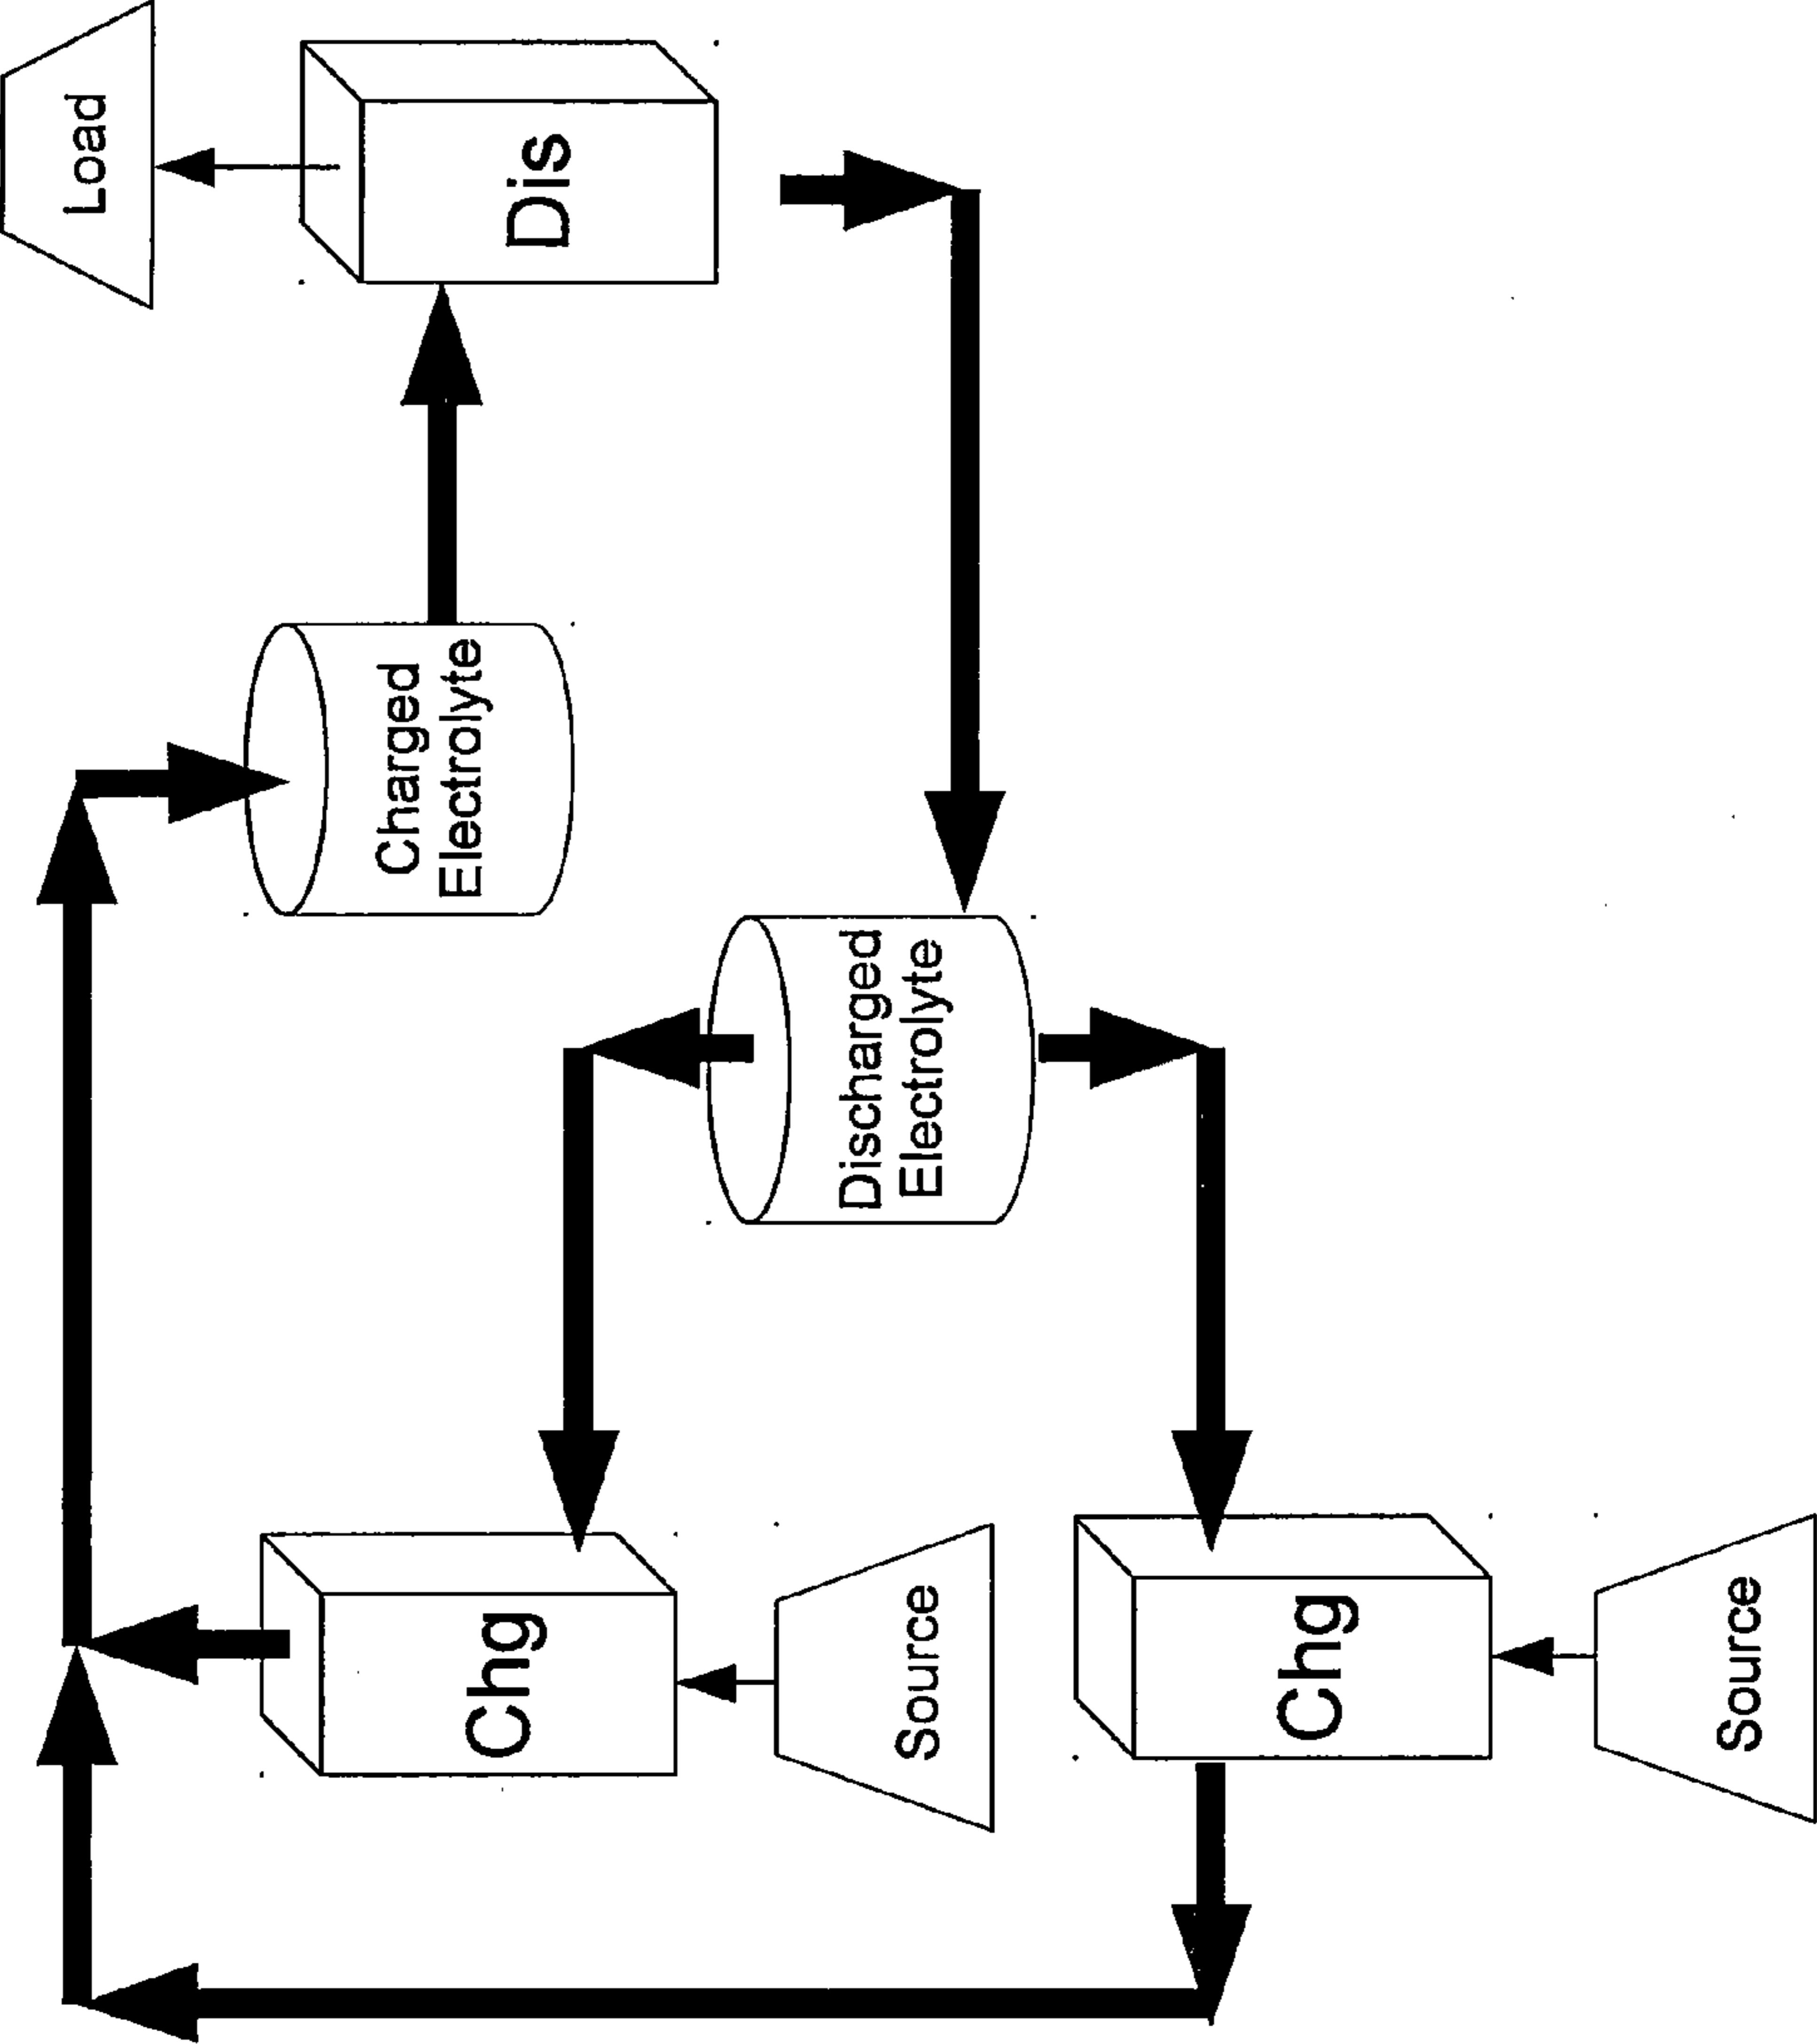 Load
Charged
Electrolyte
Chg
Dis
Discharged
Electrolyte
Source
Chg
Source